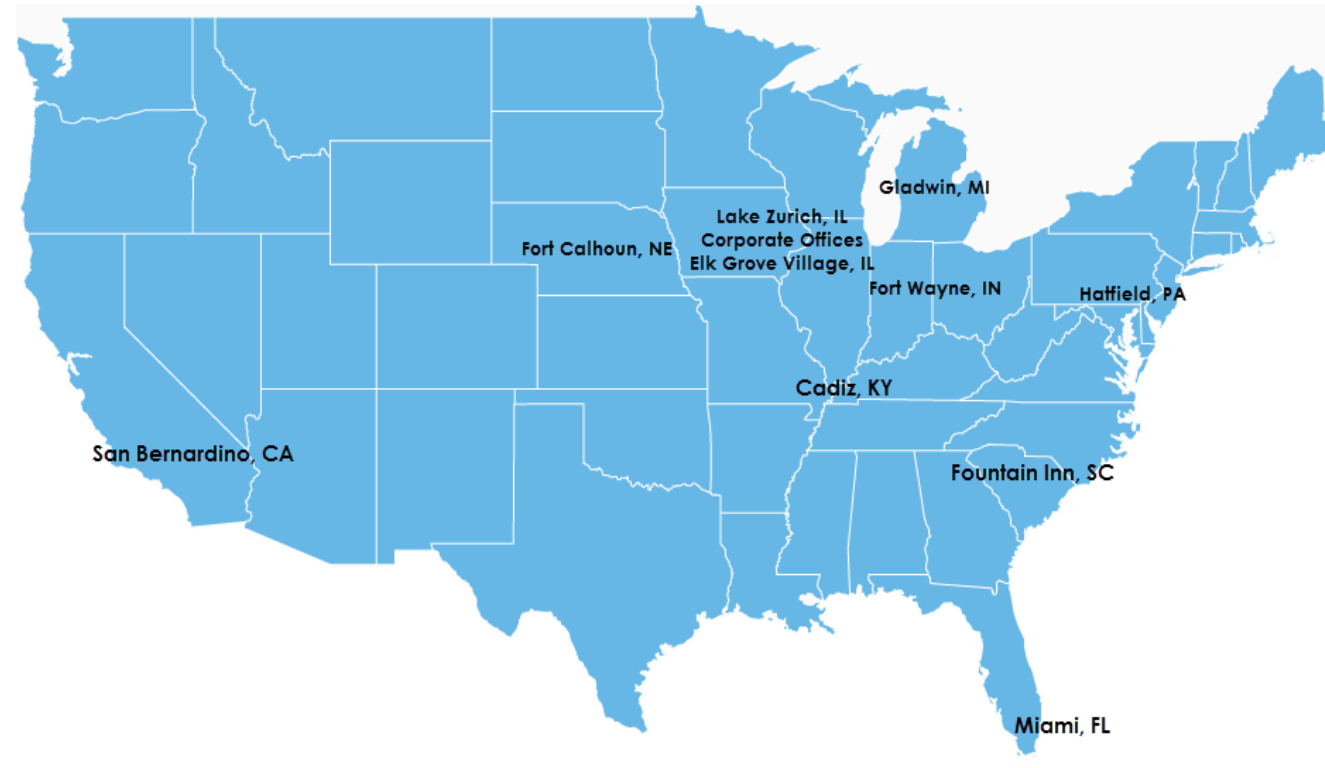 Gladwin, MI
Lake Zurich, IL
Corporate Offices
Elk Grove Village, IL
Fort Calhoun, NE
Fort Wayne, IN
Hatfield, PA
Cadiz, KY
San Bernardino, CA
Fountain Inn, SC
Miami, FL